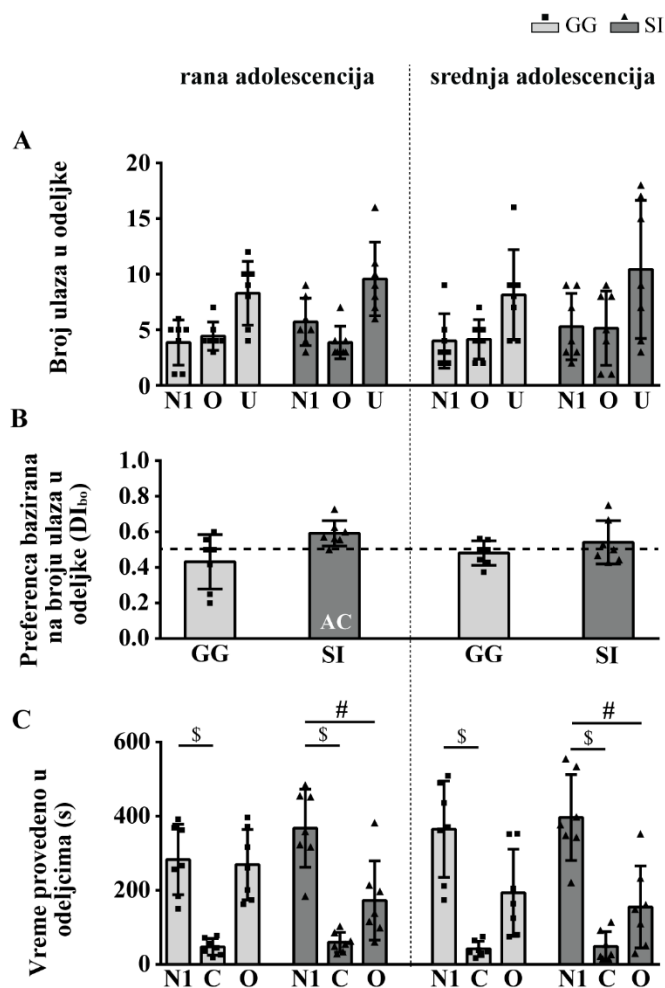 GG SI
rana adolescencija srednja adolescencija
A
Broj ulaza u odeljke
20
15
10
5
0
N1 O U N1 O U N1 O U N1 O U
B
Preferenca bazirana
na broju ulaza u
odeljke (DIbo)
1.0
0.8
0.6
0.4
0.2
0.0
AC
GG SI GG SI
C
Vreme provedeno u
odeljcima (s)
600
400
200
0
$ $ # $ $ #
N1 C O N1 C O N1 C O N1 C O